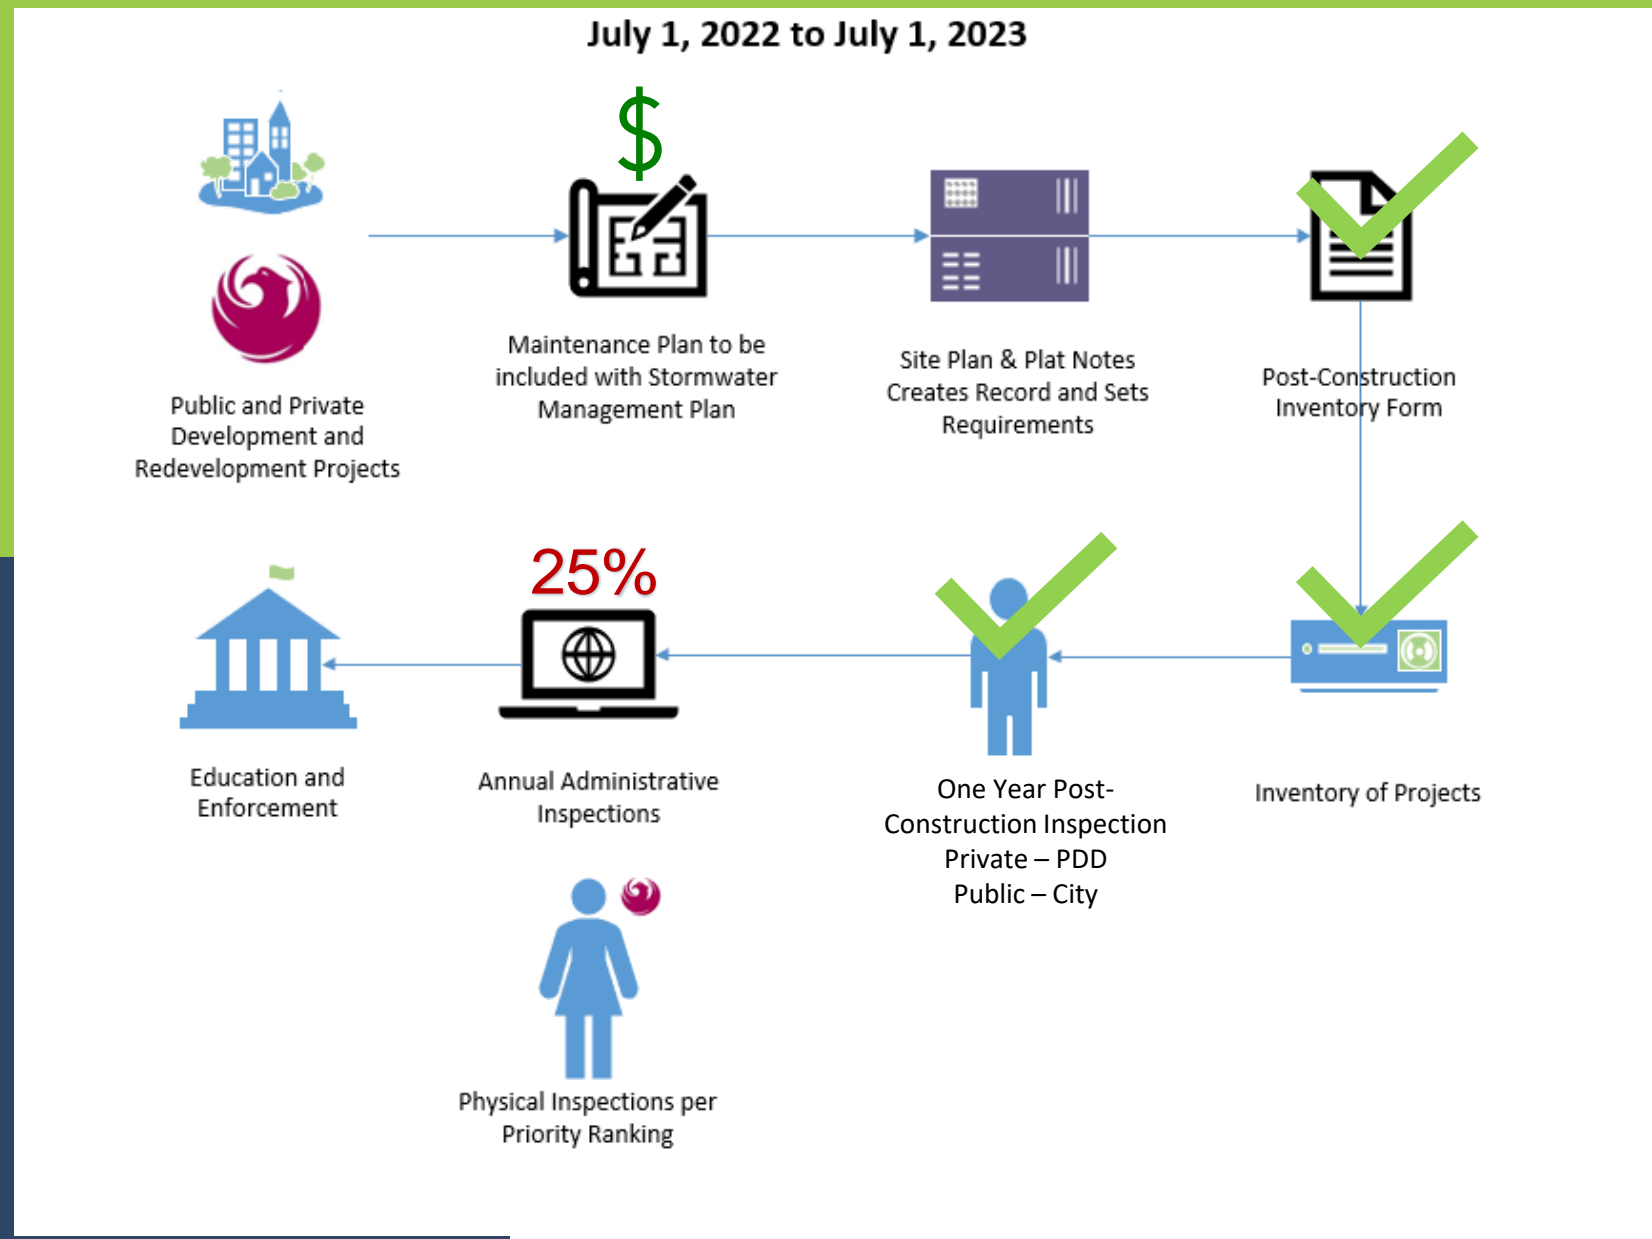 July 1, 2022 to July 1, 2023
$
Public and Private
Development and
Redevelopment Projects
Maintenance Plan to be
included with Stormwater
Management Plan
Site Plan & Plat Notes
Creates Record and Sets
Requirements
Post-Construction
Inventory Form
25%
Education and
Enforcement
Annual Administrative
Inspections
One Year Post-
Construction Inspection
Private – PDD
Public – City
Inventory of Projects
Physical Inspections per
Priority Ranking